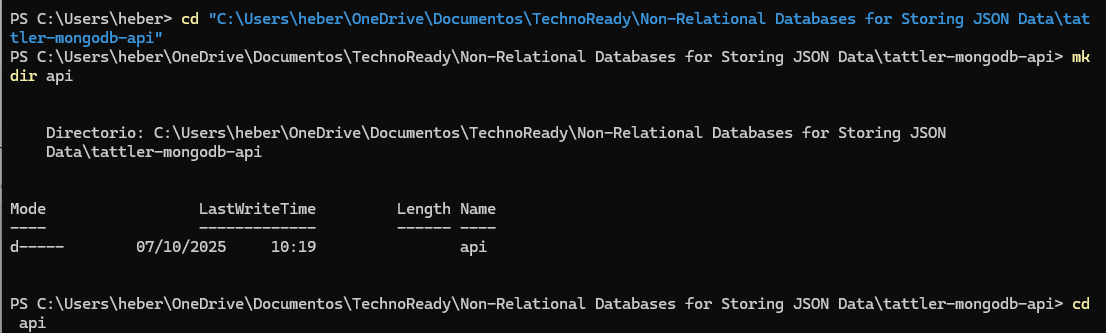 PS C:\Users\heber> cd "C:\Users\heber\OneDrive\Documentos\TechnoReady\Non-Relational Databases for Storing JSON Data\tat
tler-mongodb-api"
PS C:\Users\heber\OneDrive\Documentos\TechnoReady\Non-Relational Databases for Storing JSON Data\tattler-mongodb-api> mk
dir api
Directorio: C:\Users\heber\OneDrive\Documentos\TechnoReady\Non-Relational Databases for Storing JSON
Data\tattler-mongodb-api
Mode LastWriteTime Length Name
---- ------------- ------ ----
d----- 07/10/2025 10:19 api
PS C:\Users\heber\OneDrive\Documentos\TechnoReady\Non-Relational Databases for Storing JSON Data\tattler-mongodb-api> cd
api